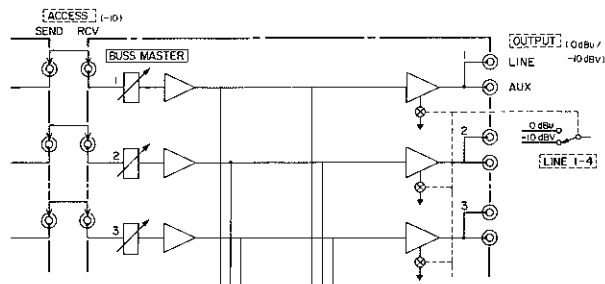 ACCESS (-10)
SEND RCV
BUSS MASTER
OUTPUT (0dBu/
-10dBV)
1
LINE
1
AUX
2
0dBu
-10dBV
2
LINE 1-4
3
3